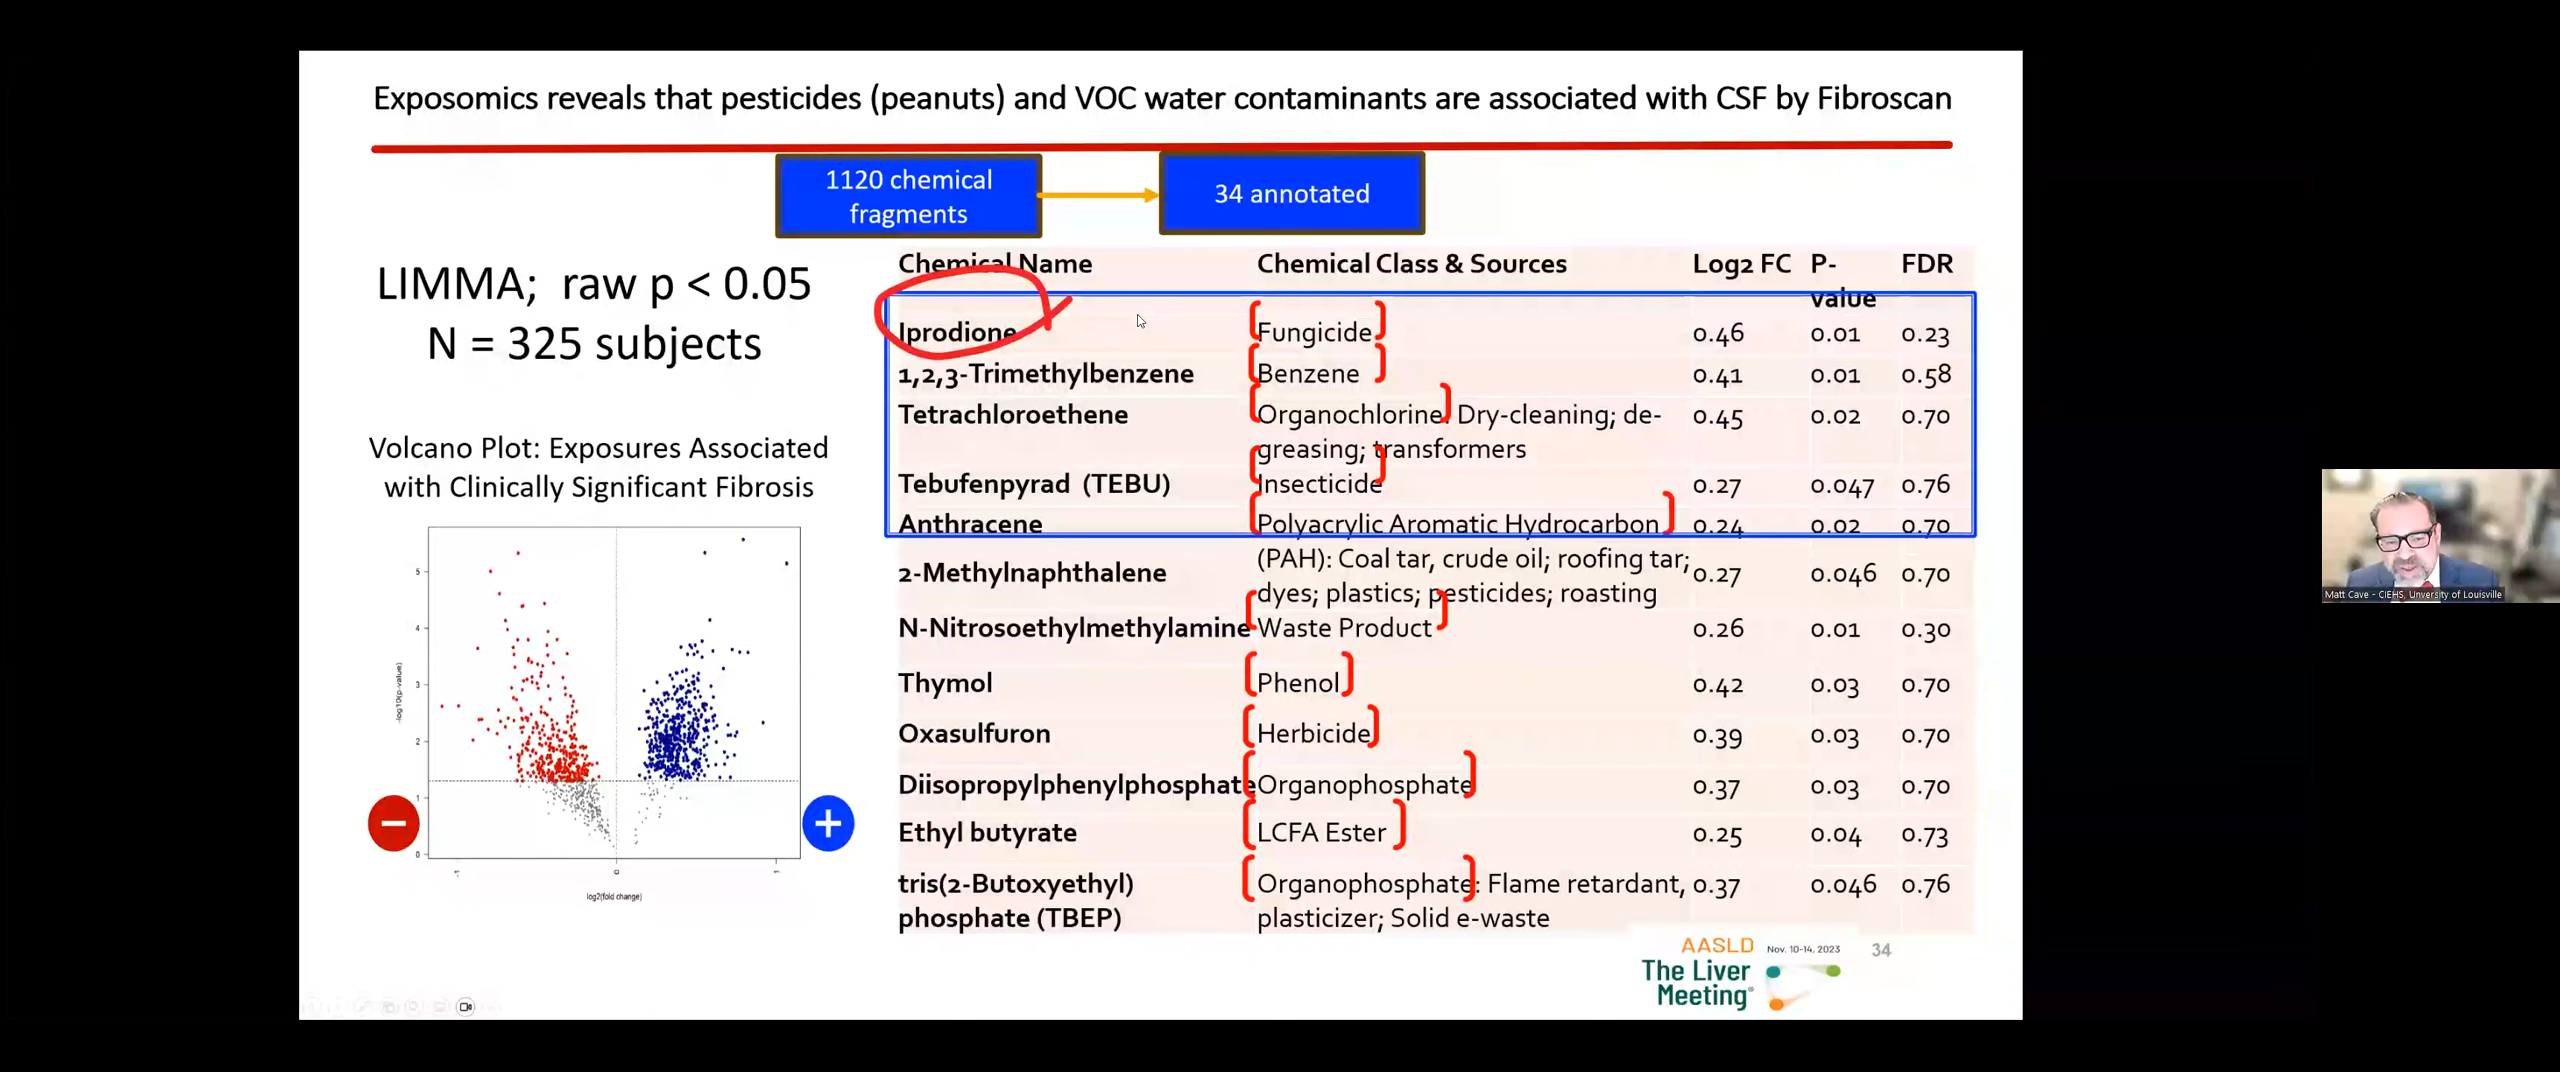 Exposomics reveals that pesticides (peanuts) and VOC water contaminants are associated with CSF by Fibroscan
1120 chemical
fragments
34 annotated
LIMMA; raw p < 0.05
N = 325 subjects
Volcano Plot: Exposures Associated
with Clinically Significant Fibrosis
5
4
3
2
1
0
-log10(p-value)
-1
0
1
log2(fold change)
−
+
Chemical Name Chemical Class & Sources Log2 FC P-
value FDR
Iprodione Fungicide 0.46 0.01 0.23
1,2,3-Trimethylbenzene Benzene 0.41 0.01 0.58
Tetrachloroethene Organochlorine: Dry-cleaning; de-
greasing; transformers 0.45 0.02 0.70
Tebufenpyrad (TEBU) Insecticide 0.27 0.047 0.76
Anthracene Polyacrylic Aromatic Hydrocarbon 0.24 0.02 0.70
(PAH): Coal tar, crude oil; roofing tar;
2-Methylnaphthalene 0.27 0.046 0.70
dyes; plastics; pesticides; roasting
N-Nitrosoethylmethylamine Waste Product 0.26 0.01 0.30
Thymol Phenol 0.42 0.03 0.70
Oxasulfuron Herbicide 0.39 0.03 0.70
Diisopropylphenylphosphate Organophosphate 0.37 0.03 0.70
Ethyl butyrate LCFA Ester 0.25 0.04 0.73
tris(2-Butoxyethyl) Organophosphate: Flame retardant, 0.37 0.046 0.76
phosphate (TBEP) plasticizer; Solid e-waste
AASLD Nov. 10-14, 2023
The Liver
Meeting®
34
Matt Cave - CIEHS, Unversity of Louisville